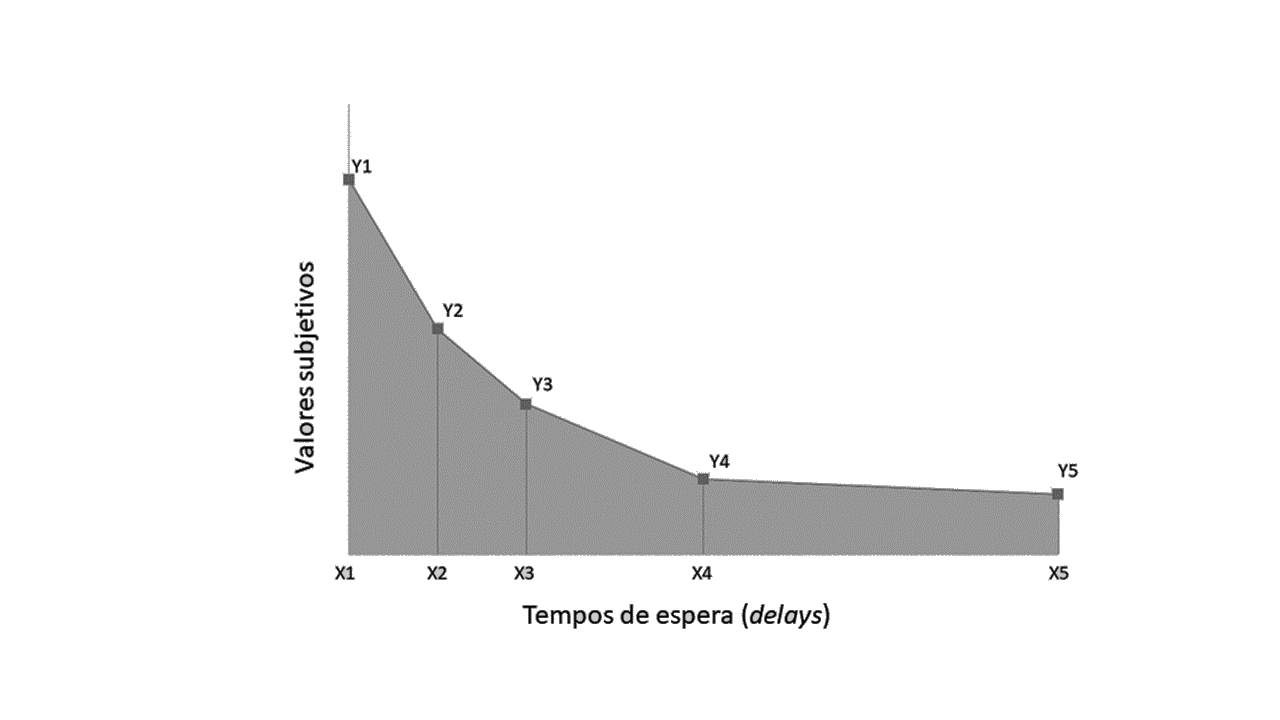 Y1
Y2
Y3
Y4
Y5
Valores subjetivos
X1 X2 X3 X4 X5
Tempos de espera (delays)